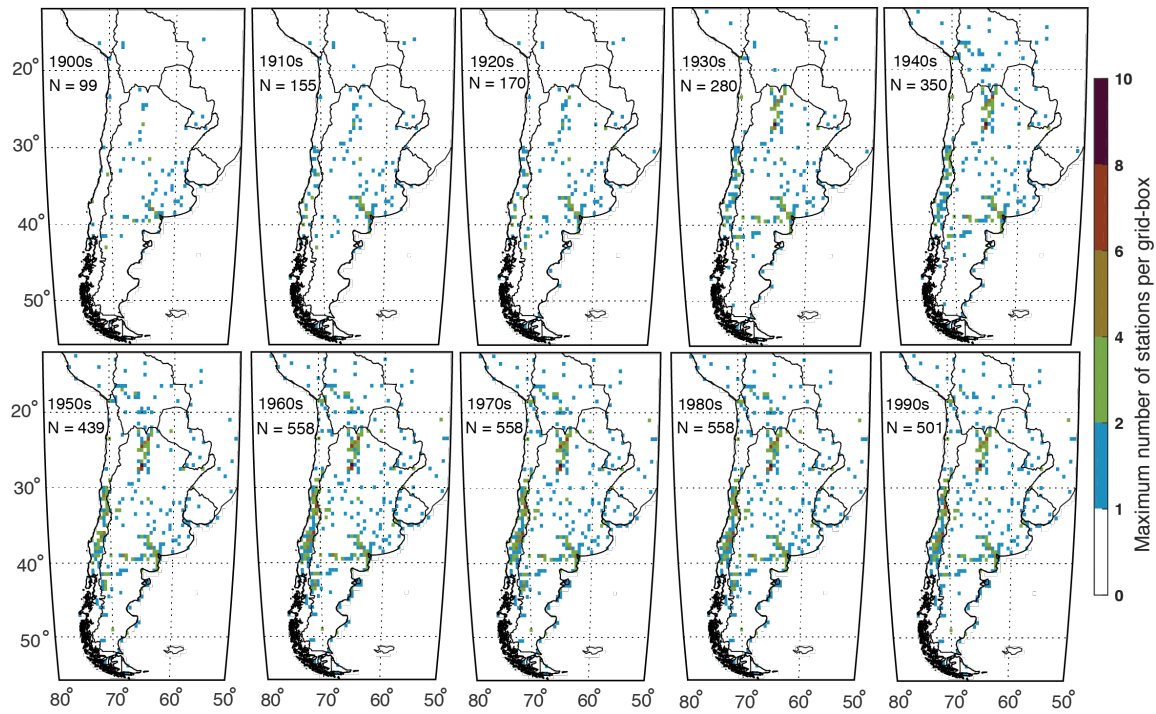 1900s
N = 99
1910s
N = 155
1920s
N = 170
1930s
N = 280
1940s
N = 350
20°
30°
40°
50°
1950s
N = 439
1960s
N = 558
1970s
N = 558
1980s
N = 558
1990s
N = 501
20°
30°
40°
50°
80° 70° 60° 50°
80° 70° 60° 50°
80° 70° 60° 50°
80° 70° 60° 50°
80° 70° 60° 50°
10
8
6
4
2
1
0
Maximum number of stations per grid-box